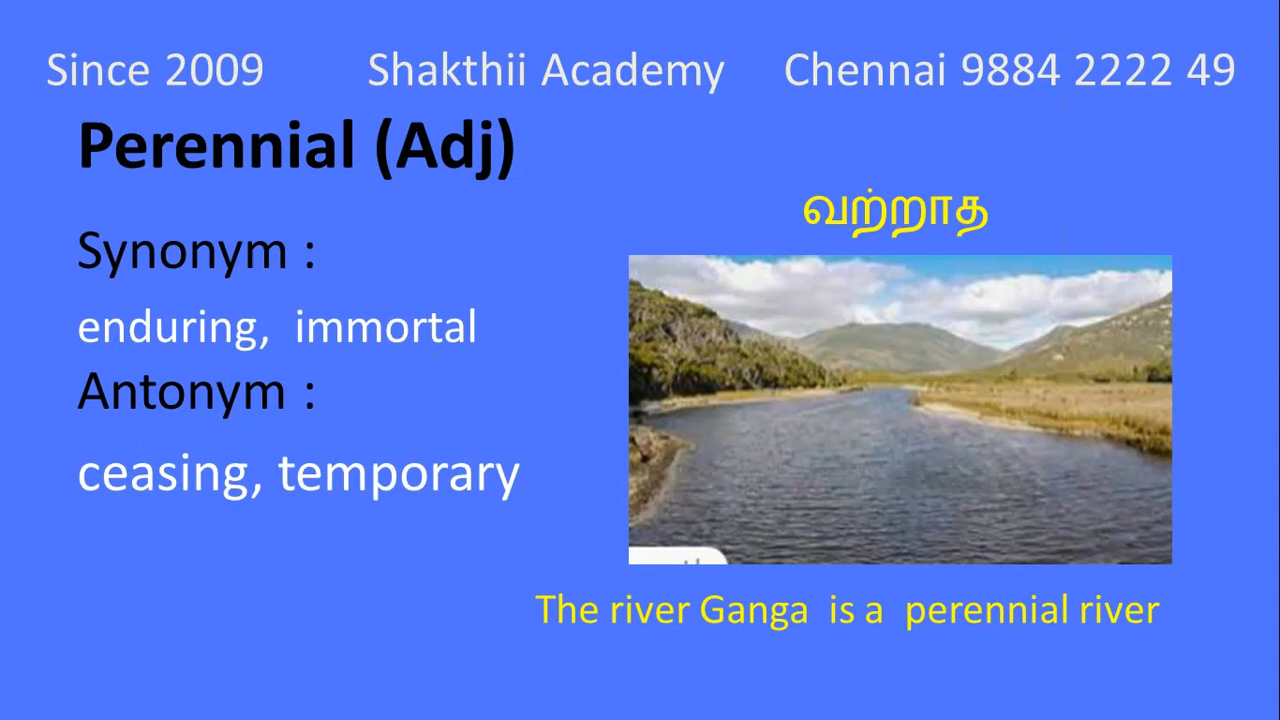 Since 2009 Shakthii Academy Chennai 9884 2222 49
Perennial (Adj)
வற்றாத
Synonym :
enduring, immortal
Antonym :
ceasing, temporary
The river Ganga is a perennial river